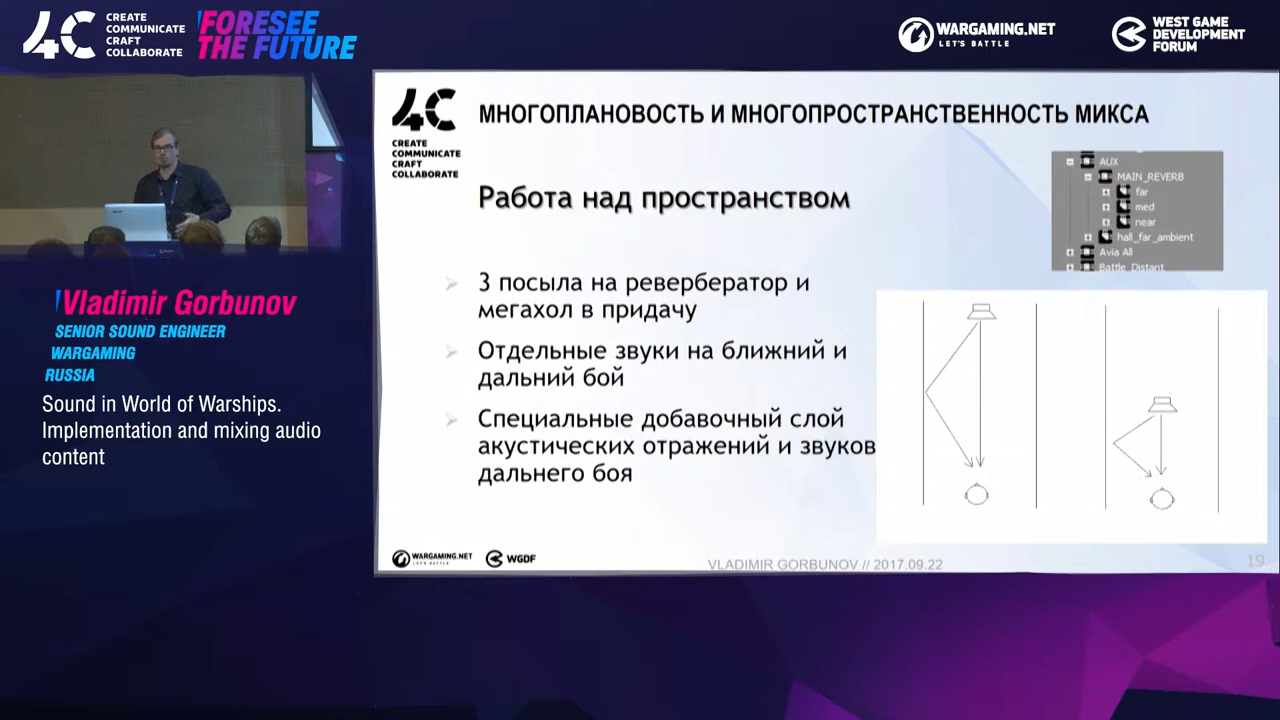 4C
CREATE
COMMUNICATE
CRAFT
COLLABORATE
FORESEE
THE FUTURE
WARGAMING.NET
LET'S BATTLE
WEST GAME
DEVELOPMENT
FORUM
Vladimir Gorbunov
SENIOR SOUND ENGINEER
WARGAMING
RUSSIA
Sound in World of Warships.
Implementation and mixing audio
content
4C
CREATE
COMMUNICATE
CRAFT
COLLABORATE
МНОГОПЛАНОВОСТЬ И МНОГОПРОСТРАНСТВЕННОСТЬ МИКСА
Работа над пространством
3 посыла на ревербератор и
мегахол в придачу
Отдельные звуки на ближний и
дальний бой
Специальные добавочный слой
акустических отражений и звуков
дальнего боя
AUX
MAIN_REVERB
far
med
near
hall_far_ambient
Avia All
Battle_Distant
WARGAMING.NET
LET'S BATTLE
WGDF
VLADIMIR GORBUNOV // 2017.09.22
19